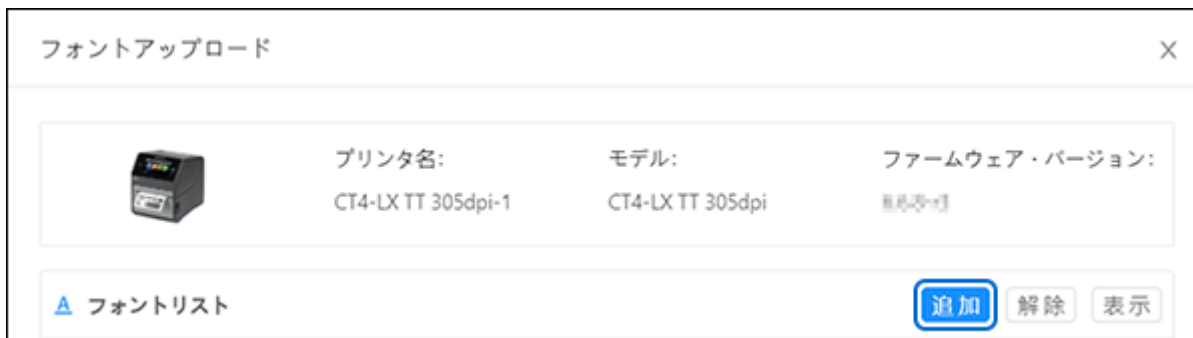 フォントアップロード
プリンタ名: モデル: ファームウェア・バージョン:
CT4-LX TT 305dpi-1 CT4-LX TT 305dpi
フォントリスト 追加 解除 表示